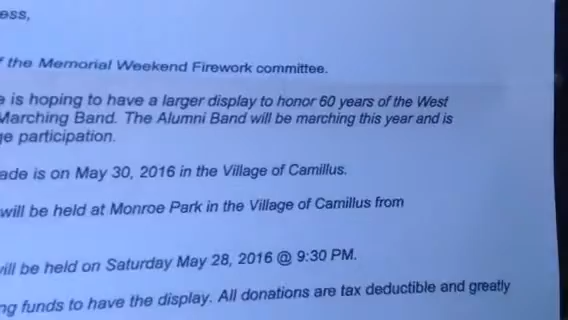 ess,
f the Memorial Weekend Firework committee.
e is hoping to have a larger display to honor 60 years of the West
Marching Band. The Alumni Band will be marching this year and is
ge participation.
ade is on May 30, 2016 in the Village of Camillus.
will be held at Monroe Park in the Village of Camillus from
will be held on Saturday May 28, 2016 @ 9:30 PM.
ng funds to have the display. All donations are tax deductible and greatly